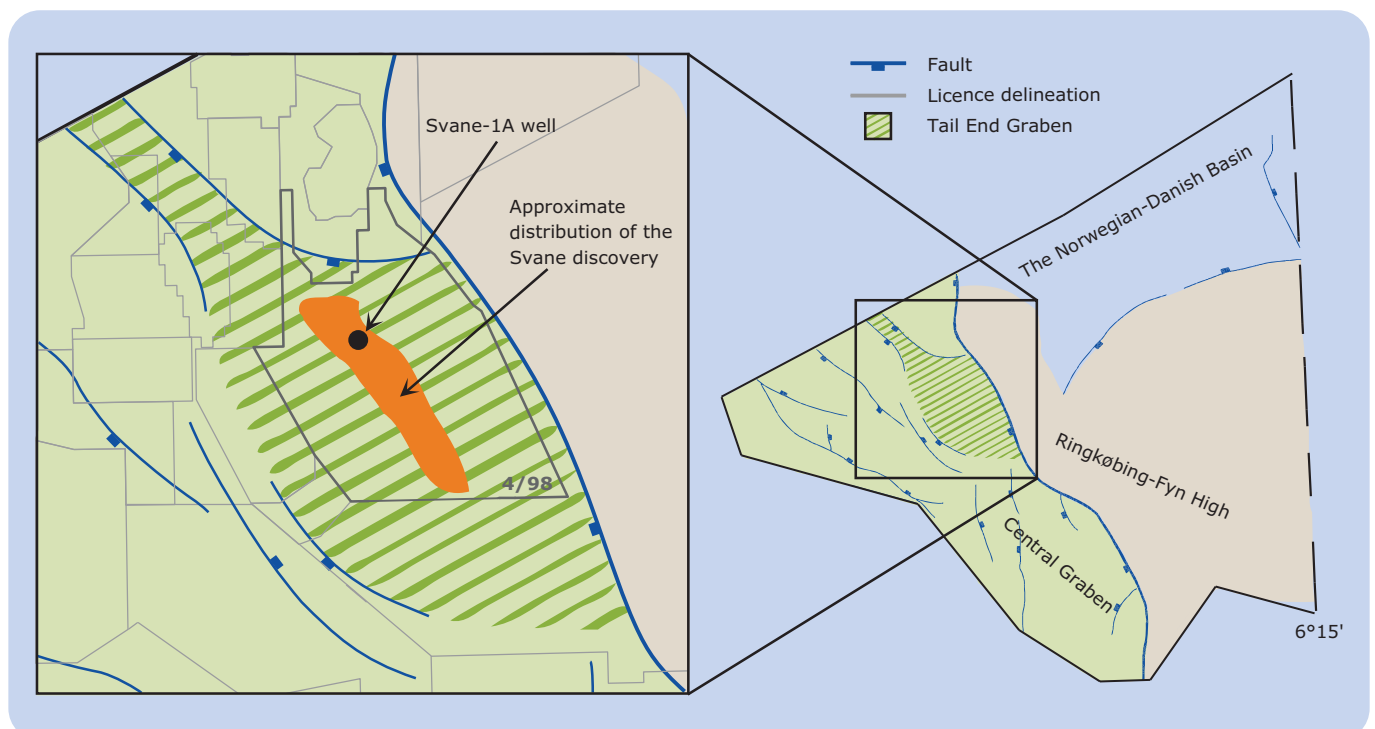 Svane-1A well
Approximate
distribution of the
Svane discovery
4/98
Fault
Licence delineation
Tail End Graben
The Norwegian-Danish Basin
Ringkøbing-Fyn High
Central Graben
6°15'